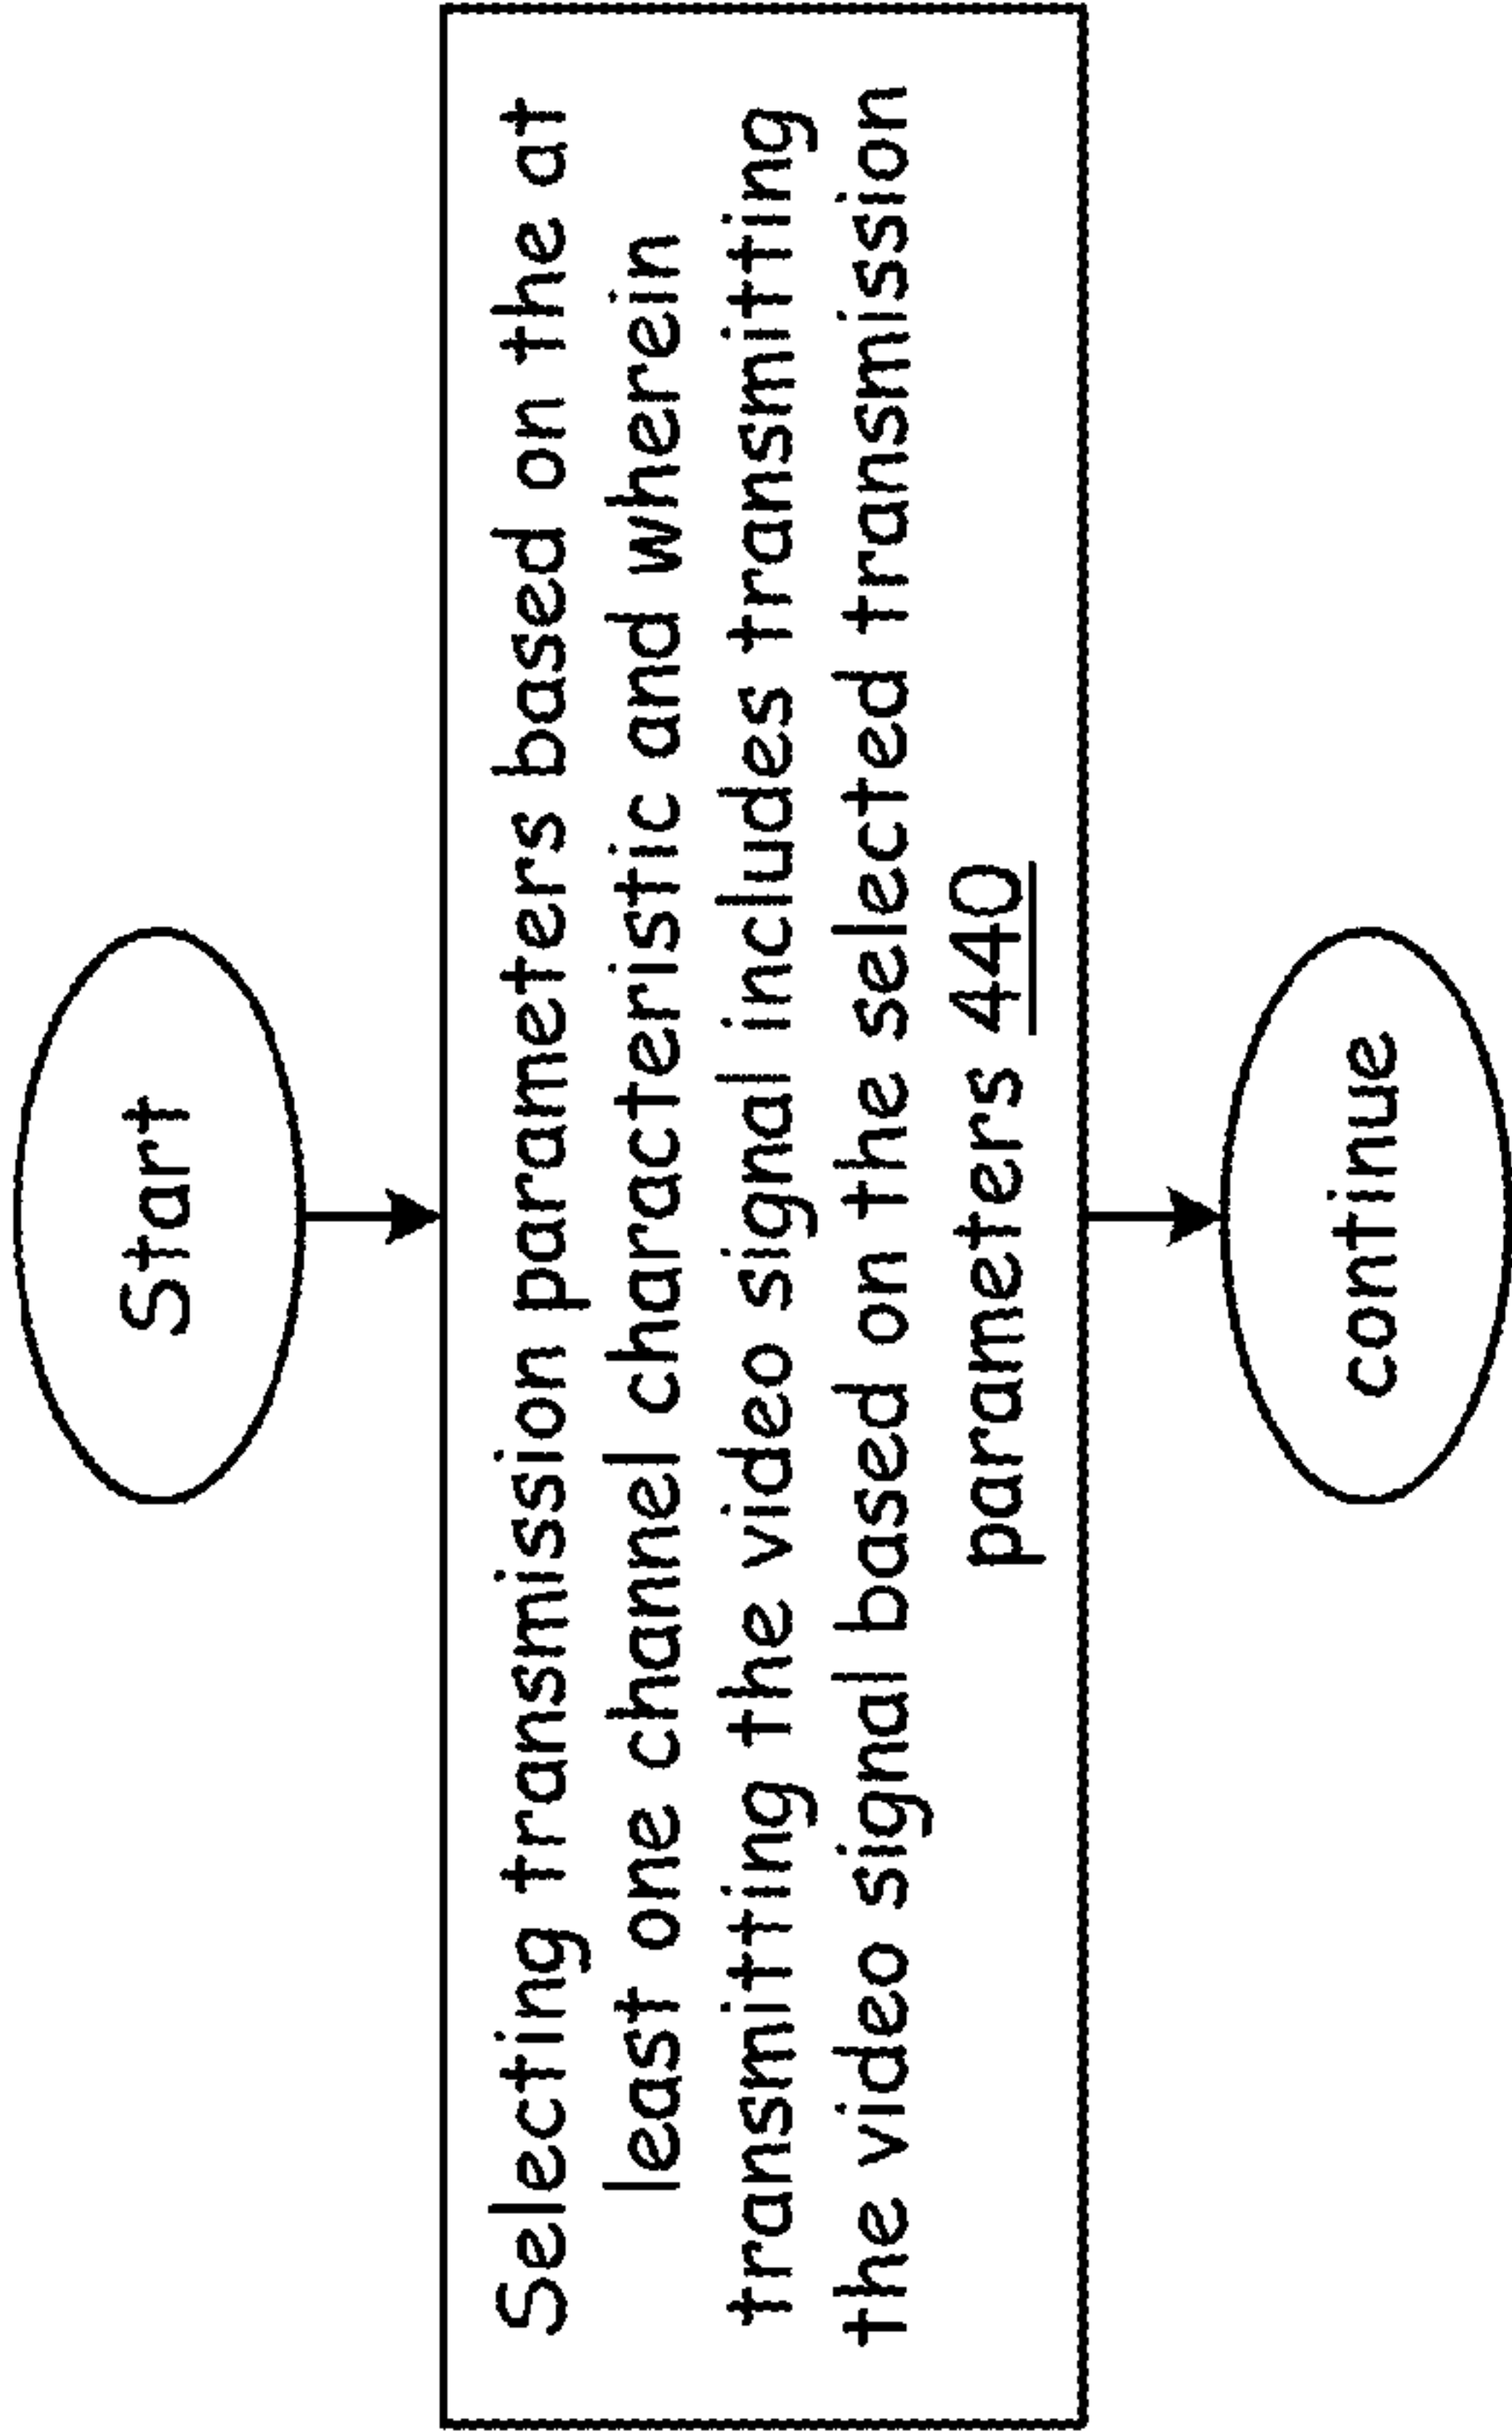 Start
Selecting transmission parameters based on the at
least one channel characteristic and wherein
transmitting the video signal includes transmitting
the video signal based on the selected transmission
parameters 440
continue